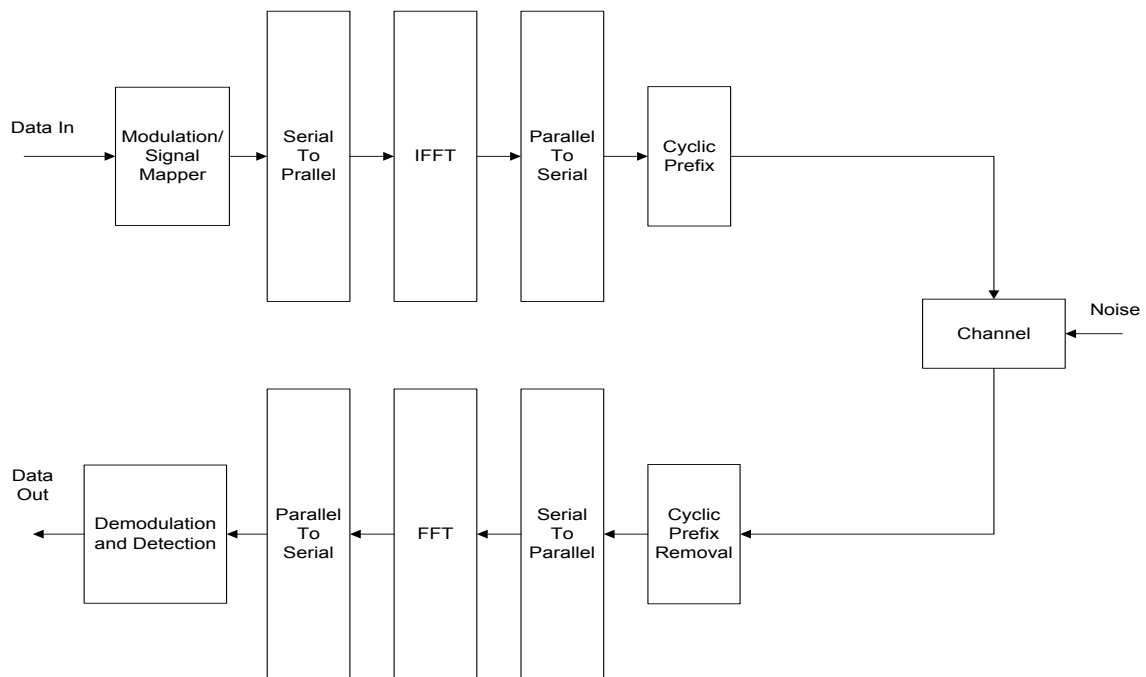 Data In
Modulation/
Signal
Mapper
Serial
To
Prallel
IFFT
Parallel
To
Serial
Cyclic
Prefix
Channel
Noise
Data
Out
Demodulation
and Detection
Parallel
To
Serial
FFT
Serial
To
Parallel
Cyclic
Prefix
Removal